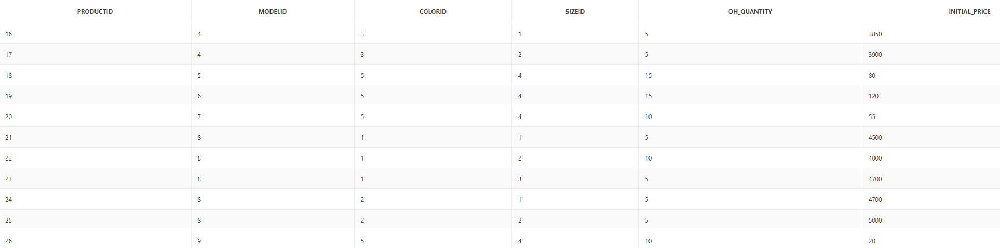 PRODUCTID MODELID COLORID SIZEID OH_QUANTITY INITIAL_PRICE
16 4 3 1 5 3850
17 4 3 2 5 3900
18 5 5 4 15 80
19 6 5 4 15 120
20 7 5 4 10 55
21 8 1 1 5 4500
22 8 1 2 10 4000
23 8 1 3 5 4700
24 8 2 1 5 4700
25 8 2 2 5 5000
26 9 5 4 10 20